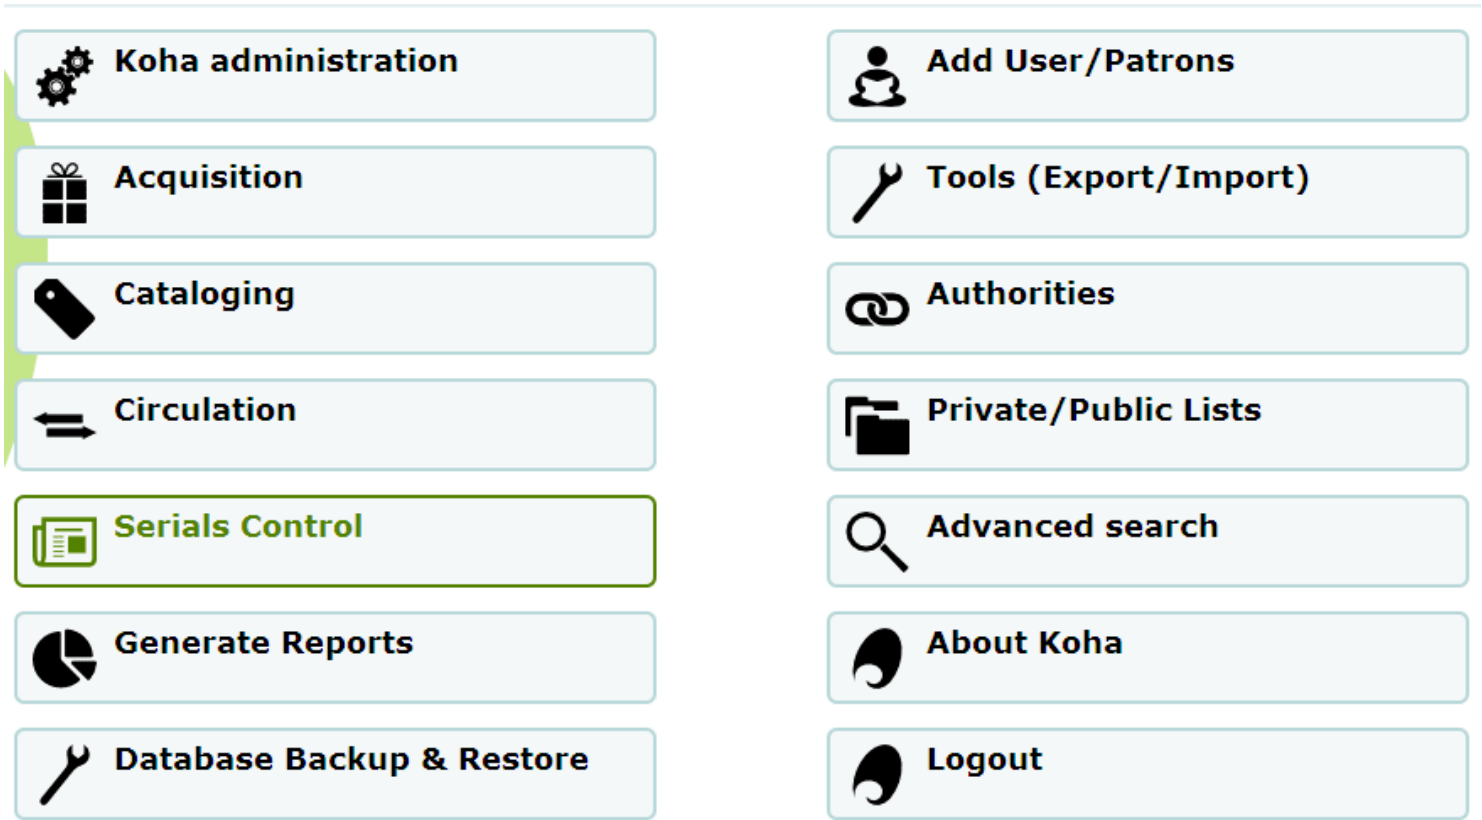 Koha administration
Add User/Patrons
Acquisition
Tools (Export/Import)
Cataloging
Authorities
Circulation
Private/Public Lists
Serials Control
Advanced search
Generate Reports
About Koha
Database Backup & Restore
Logout